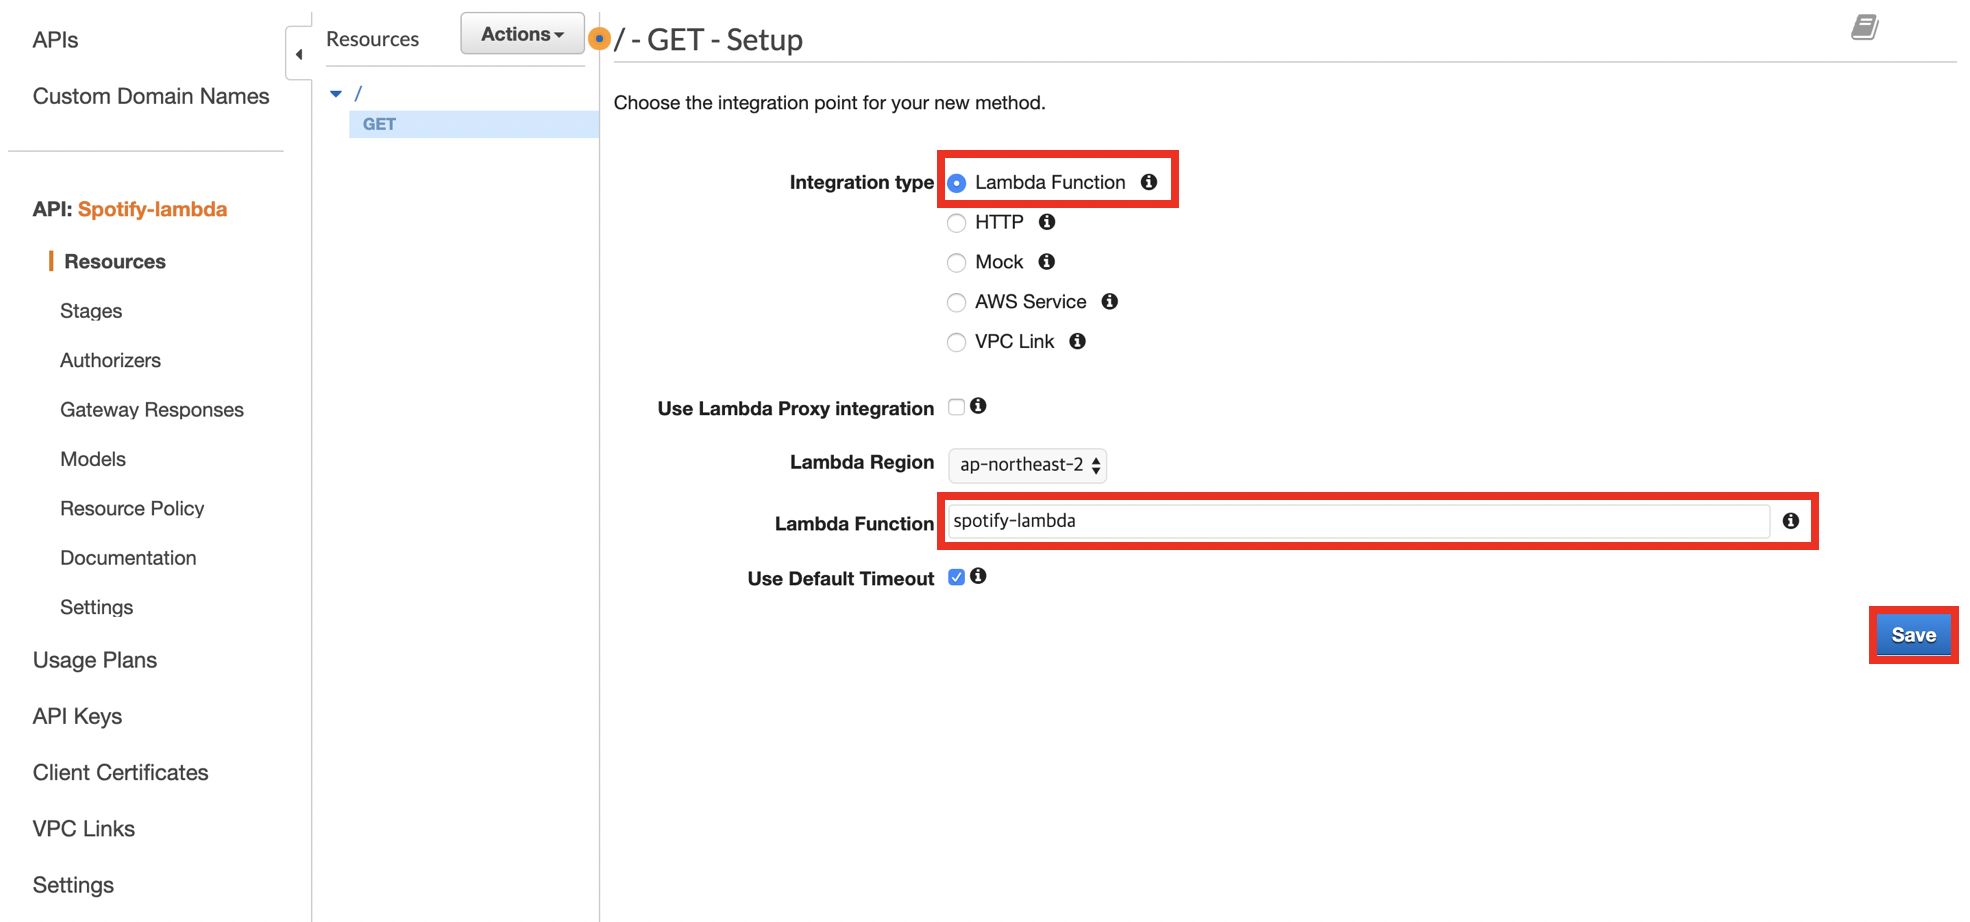 APIs
Custom Domain Names
API: Spotify-lambda
Resources
Stages
Authorizers
Gateway Responses
Models
Resource Policy
Documentation
Settings
Usage Plans
API Keys
Client Certificates
VPC Links
Settings
Resources
Actions
/
GET
/ - GET - Setup
Choose the integration point for your new method.
Integration type
Lambda Function
HTTP
Mock
AWS Service
VPC Link
Use Lambda Proxy integration
Lambda Region
ap-northeast-2
Lambda Function
spotify-lambda
Use Default Timeout
Save